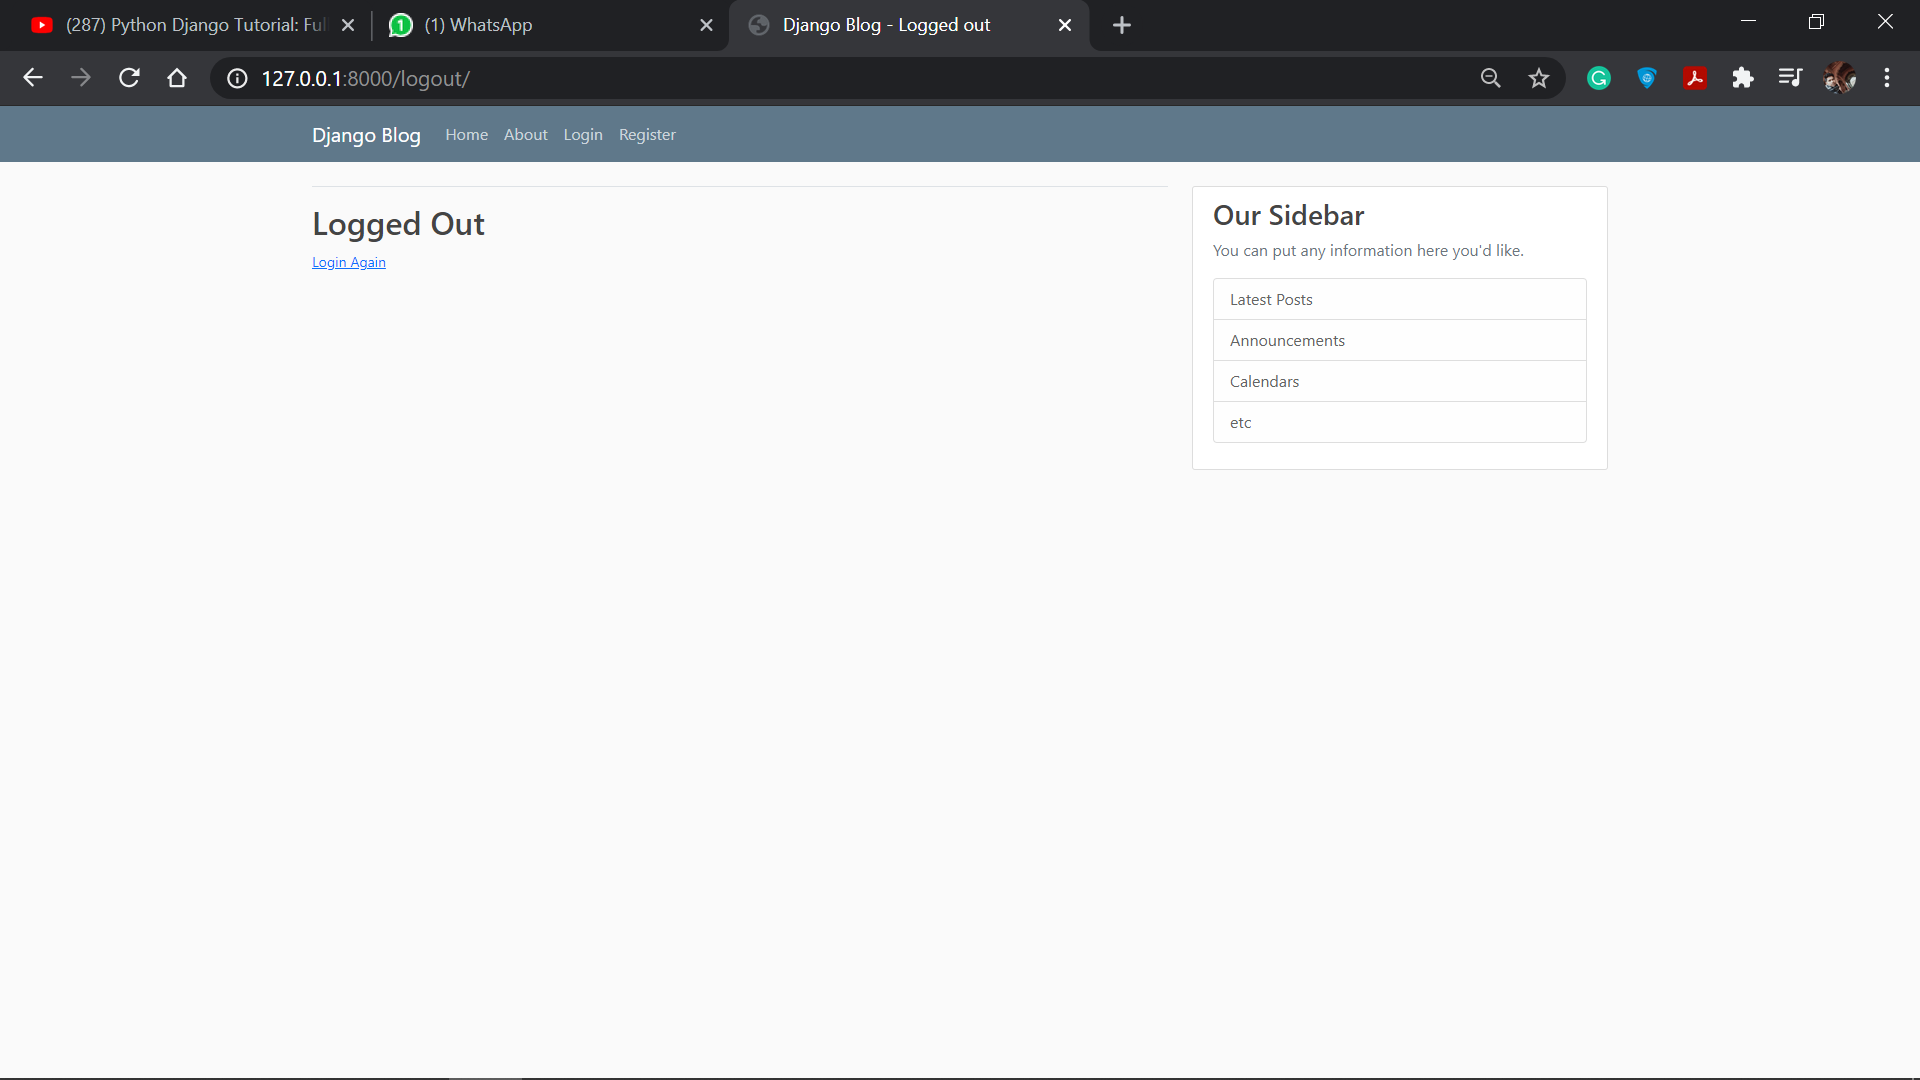 (287) Python Django Tutorial: Ful
1
(1) WhatsApp
Django Blog - Logged out
127.0.0.1:8000/logout/
Django Blog
Home
About
Login
Register
Logged Out
Login Again
Our Sidebar
You can put any information here you'd like.
Latest Posts
Announcements
Calendars
etc